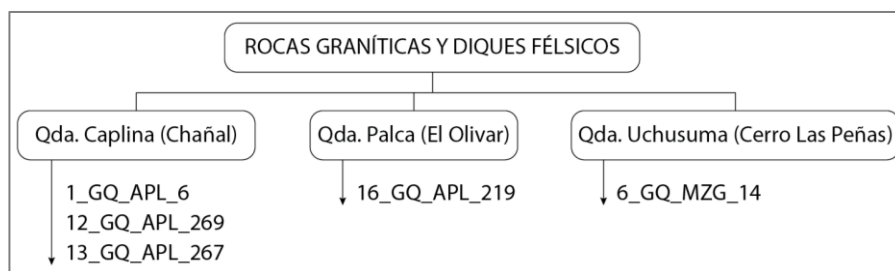 ROCAS GRANÍTICAS Y DIQUES FÉLSICOS
Qda. Caplina (Chañal)
1_GQ_APL_6
12_GQ_APL_269
13_GQ_APL_267
Qda. Palca (El Olivar)
16_GQ_APL_219
Qda. Uchusuma (Cerro Las Peñas)
6_GQ_MZG_14